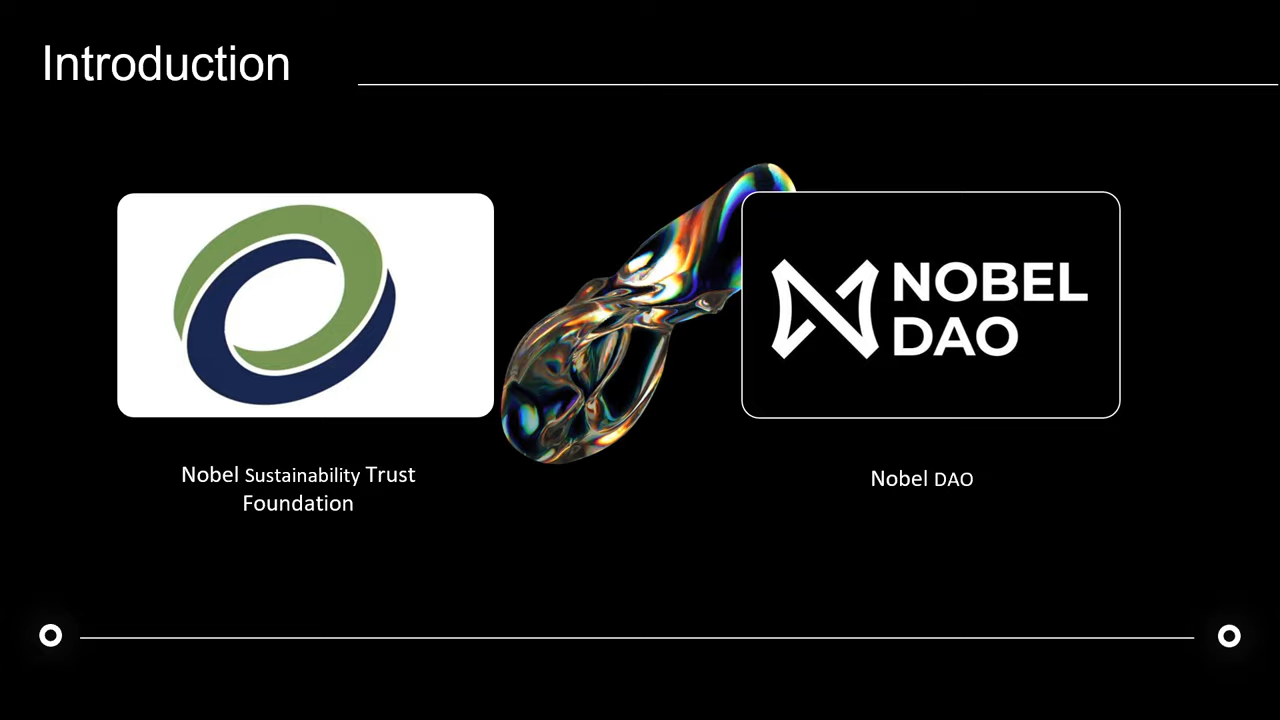 Introduction
NOBEL
DAO
Nobel Sustainability Trust
Foundation
Nobel DAO